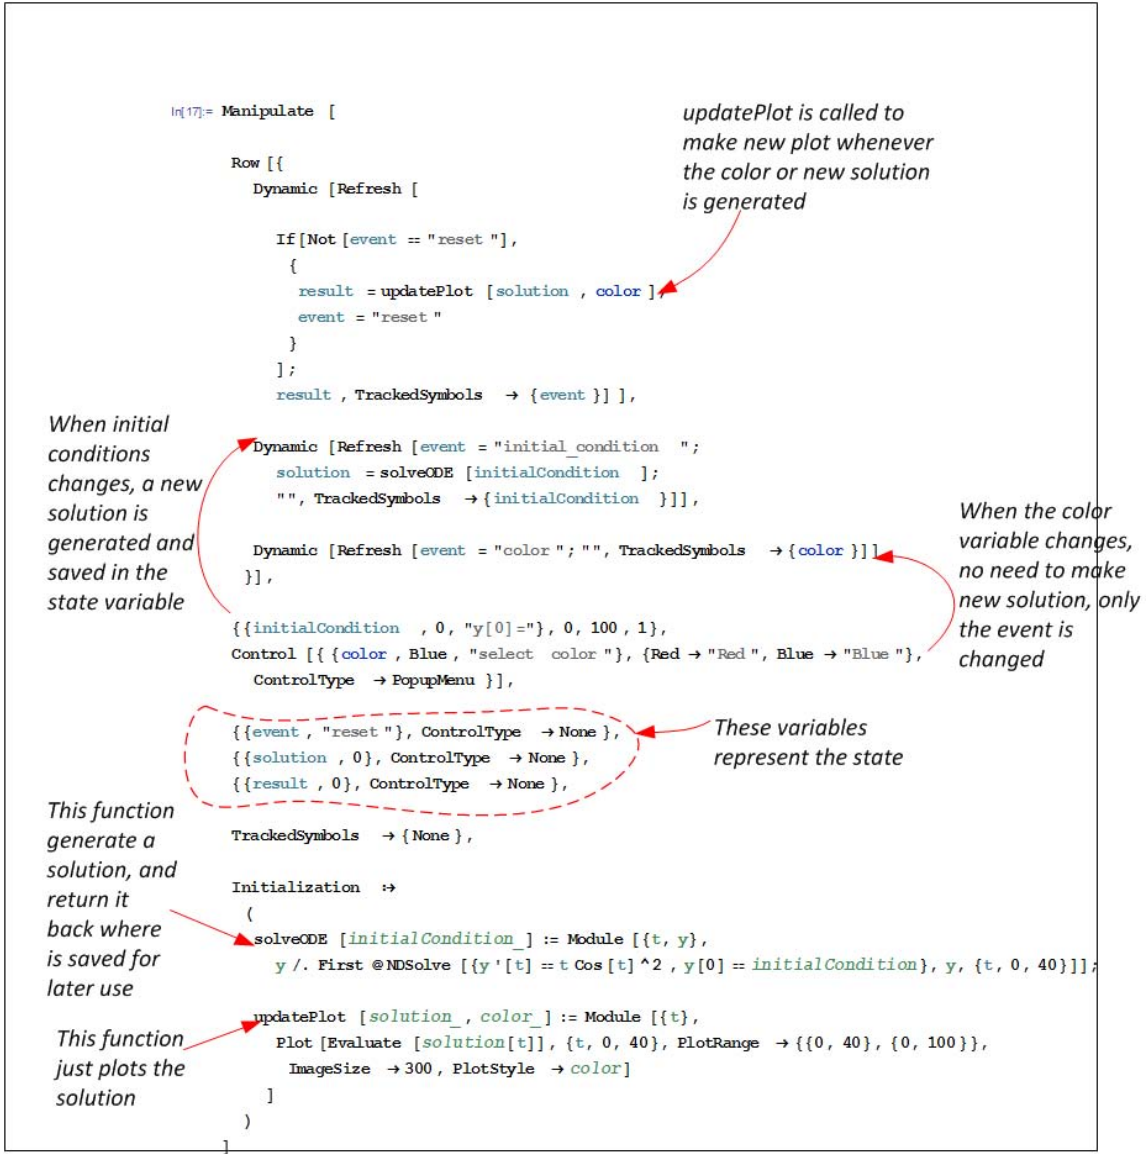 In[17]:= Manipulate [
updatePlot is called to
make new plot whenever
the color or new solution
is generated
Row [{
Dynamic [Refresh [
If[Not [event == "reset "],
{
result = updatePlot [solution , color ],
event = "reset "
}
];
result , TrackedSymbols → {event }] ],
When initial
conditions
changes, a new
solution is
generated and
saved in the
state variable
Dynamic [Refresh [event = "initial_condition ";
solution = solveODE [initialCondition ];
"", TrackedSymbols → {initialCondition }]],
Dynamic [Refresh [event = "color "; "", TrackedSymbols → {color }]]
}],
When the color
variable changes,
no need to make
new solution, only
the event is
changed
{{initialCondition , 0, "y[0]="}, 0, 100 , 1},
Control [{ {color , Blue , "select color "}, {Red → "Red ", Blue → "Blue "},
ControlType → PopupMenu }],
{{event , "reset "}, ControlType → None },
{{solution , 0}, ControlType → None },
{{result , 0}, ControlType → None },
These variables
represent the state
TrackedSymbols → {None },
Initialization :→
(
solveODE [initialCondition_] := Module [{t, y},
y /. First @ NDSolve [{y '[t] == t Cos [t] ^2 , y[0] == initialCondition}, y, {t, 0, 40}]];
This function
generate a
solution, and
return it
back where
is saved for
later use
updatePlot [solution_, color_] := Module [{t},
Plot [Evaluate [solution[t]], {t, 0, 40}, PlotRange → {{0, 40}, {0, 100 }},
ImageSize → 300 , PlotStyle → color]
]
)
]
This function
just plots the
solution